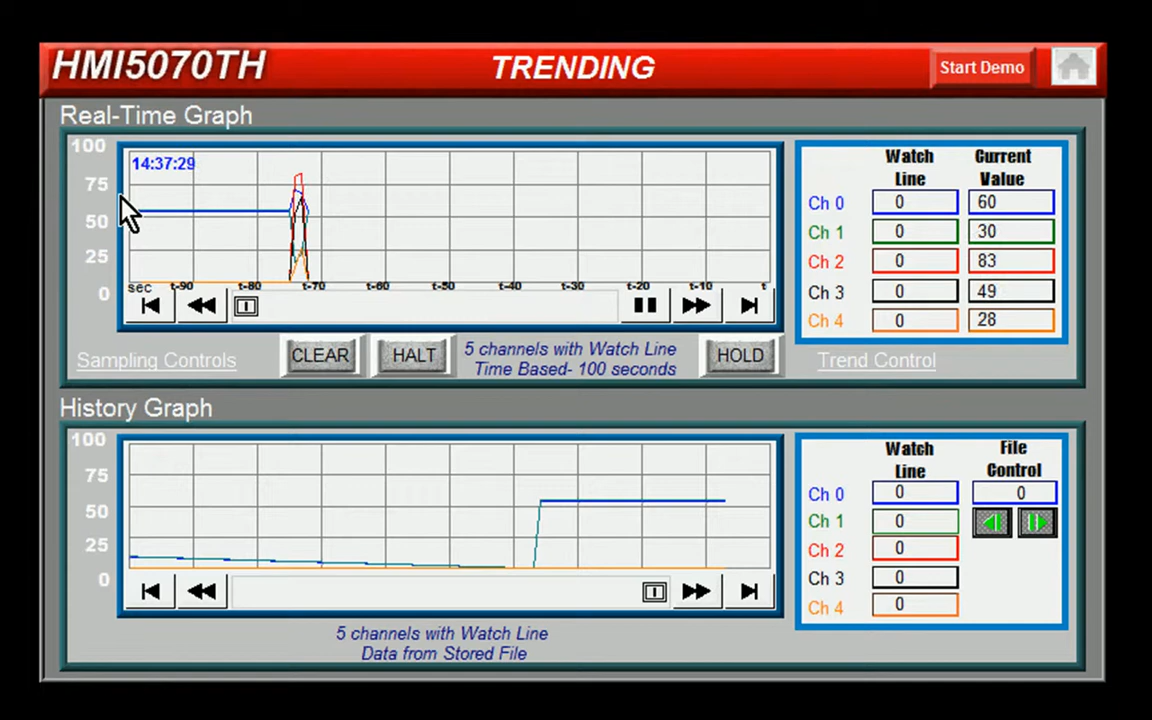 HMI5070TH
TRENDING
Start Demo
Real-Time Graph
100
75
50
25
0
14:37:29
sec t-90 t-80 t-70 t-60 t-50 t-40 t-30 t-20 t-10 t
Watch Line
Current Value
Ch 0 0 60
Ch 1 0 30
Ch 2 0 83
Ch 3 0 49
Ch 4 0 28
Sampling Controls
CLEAR
HALT
5 channels with Watch Line
Time Based- 100 seconds
HOLD
Trend Control
History Graph
100
75
50
25
0
Watch Line
File Control
Ch 0 0 0
Ch 1 0
Ch 2 0
Ch 3 0
Ch 4 0
5 channels with Watch Line
Data from Stored File